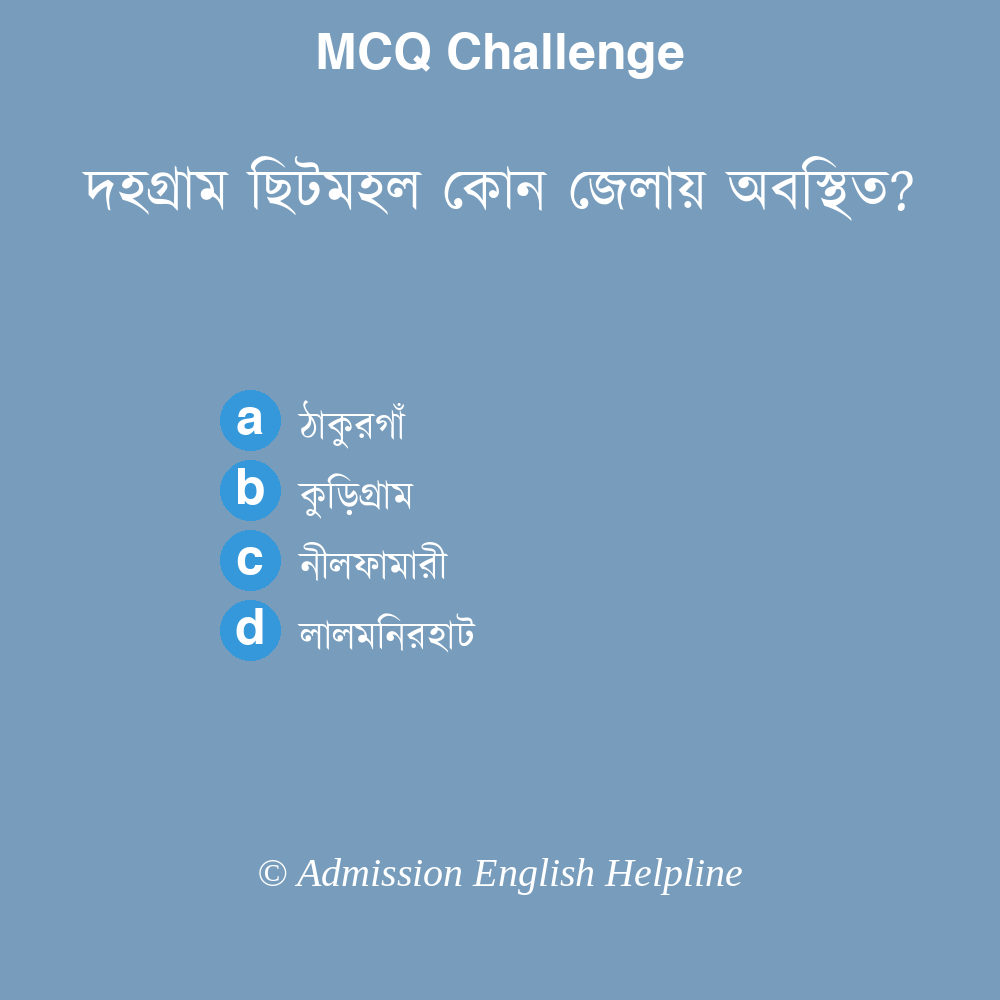 MCQ Challenge
দহগ্রাম ছিটমহল কোন জেলায় অবস্থিত?
a ঠাকুরগাঁ
b কুড়িগ্রাম
c নীলফামারী
d লালমনিরহাট
© Admission English Helpline